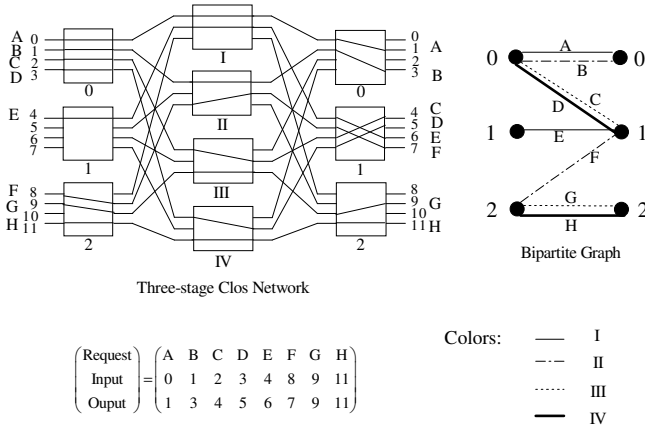 A 0
B 1
C 2
D 3
0
E 4
5
6
7
1
F 8
G 9
10
H 11
2
I
II
III
IV
0
1 A
2
3 B
0
4 C
5 D
6 E
7 F
1
8
9 G
10
11 H
2
Three-stage Clos Network
0 A 0
B
C
D
1 E 1
F
2 G 2
H
Bipartite Graph
Request A B C D E F G H
Input = 0 1 2 3 4 8 9 11
Ouput 1 3 4 5 6 7 9 11
Colors: I
II
III
IV